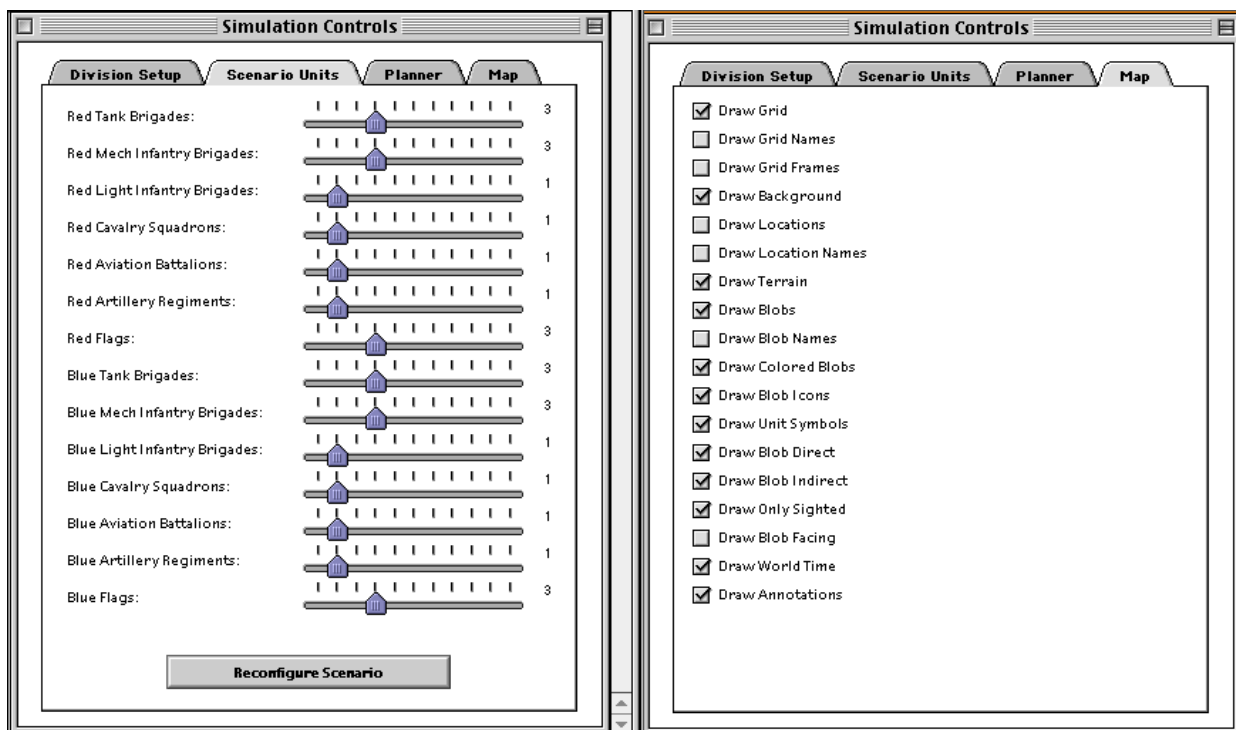 Simulation Controls
Division Setup Scenario Units Planner Map
Red Tank Brigades: 3
Red Mech Infantry Brigades: 3
Red Light Infantry Brigades: 1
Red Cavalry Squadrons: 1
Red Aviation Battalions: 1
Red Artillery Regiments: 1
Red Flags: 3
Blue Tank Brigades: 3
Blue Mech Infantry Brigades: 3
Blue Light Infantry Brigades: 1
Blue Cavalry Squadrons: 1
Blue Aviation Battalions: 1
Blue Artillery Regiments: 1
Blue Flags: 3
Reconfigure Scenario
Simulation Controls
Division Setup Scenario Units Planner Map
Draw Grid
Draw Grid Names
Draw Grid Frames
Draw Background
Draw Locations
Draw Location Names
Draw Terrain
Draw Blobs
Draw Blob Names
Draw Colored Blobs
Draw Blob Icons
Draw Unit Symbols
Draw Blob Direct
Draw Blob Indirect
Draw Only Sighted
Draw Blob Facing
Draw World Time
Draw Annotations